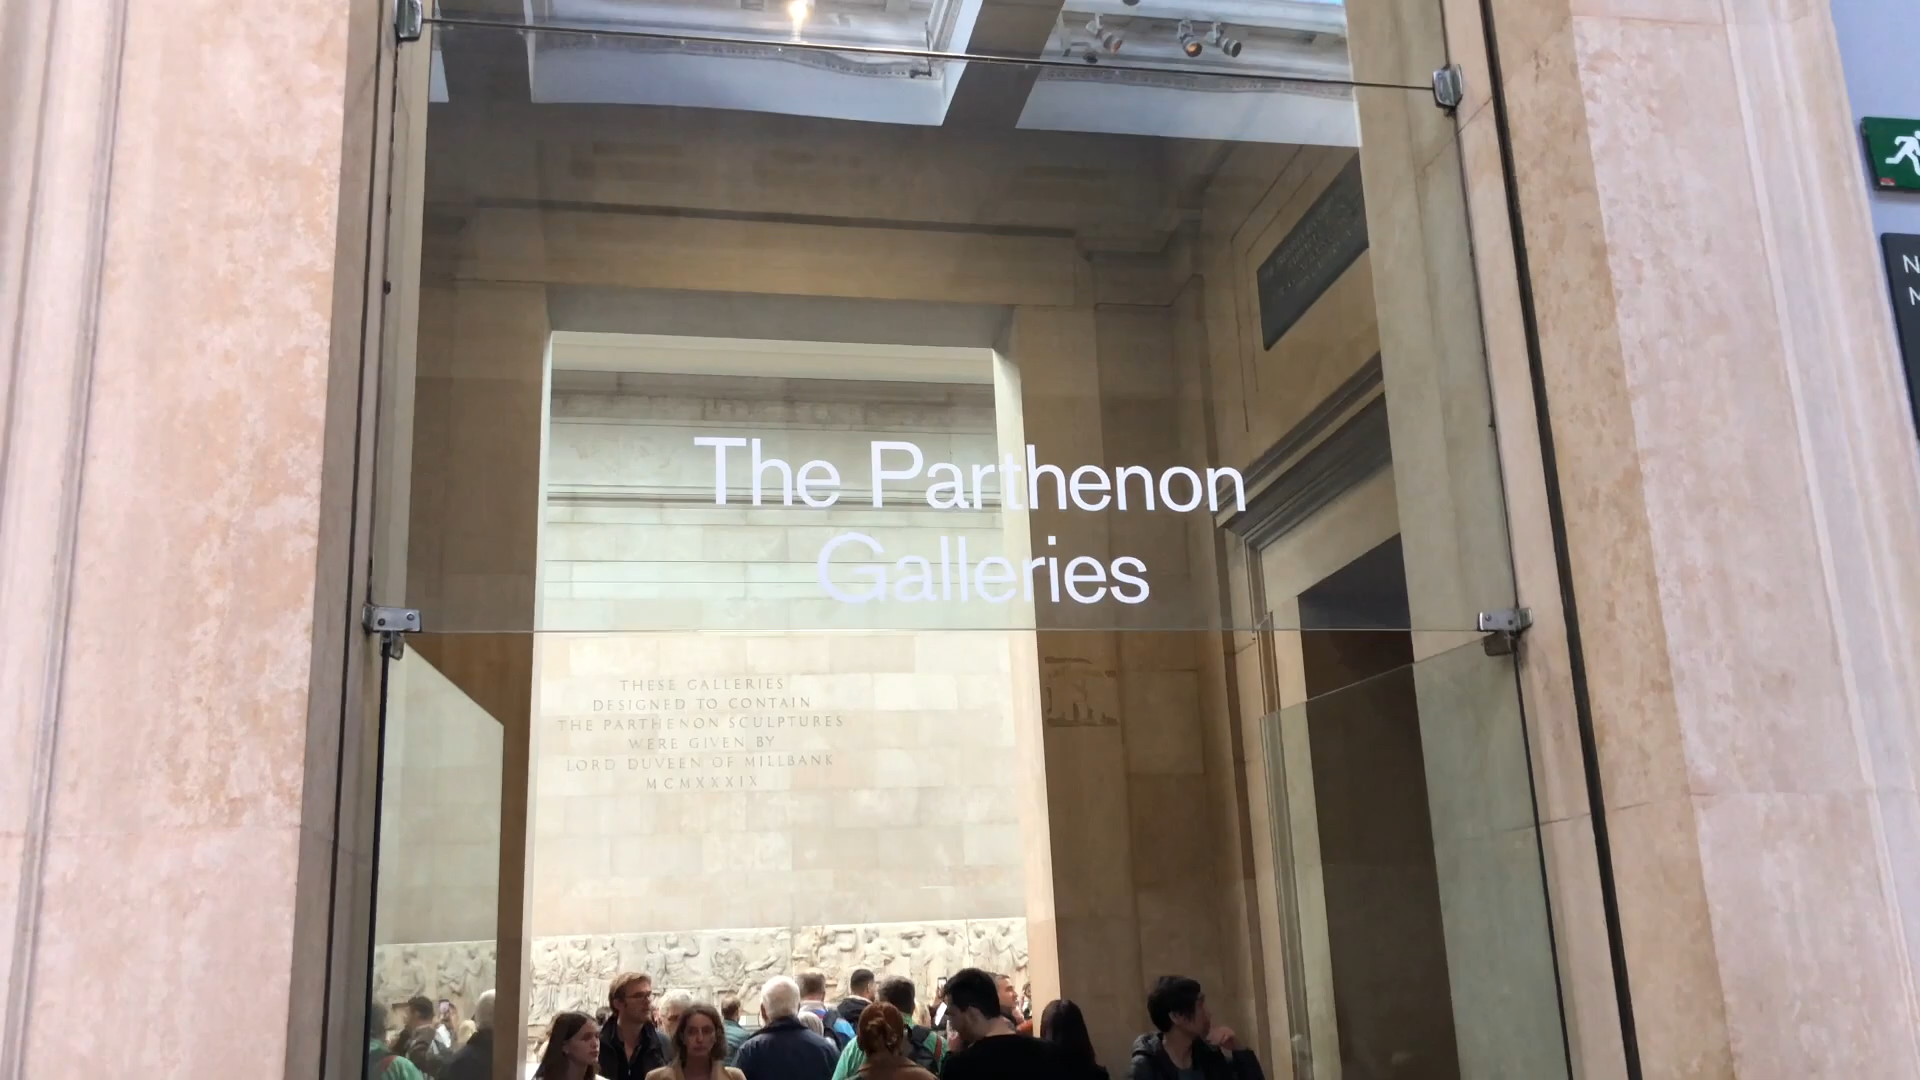 The Parthenon
Galleries
THESE GALLERIES
DESIGNED TO CONTAIN
THE PARTHENON SCULPTURES
WERE GIVEN BY
LORD DUVEEN OF MILLBANK
MCMXXXIX